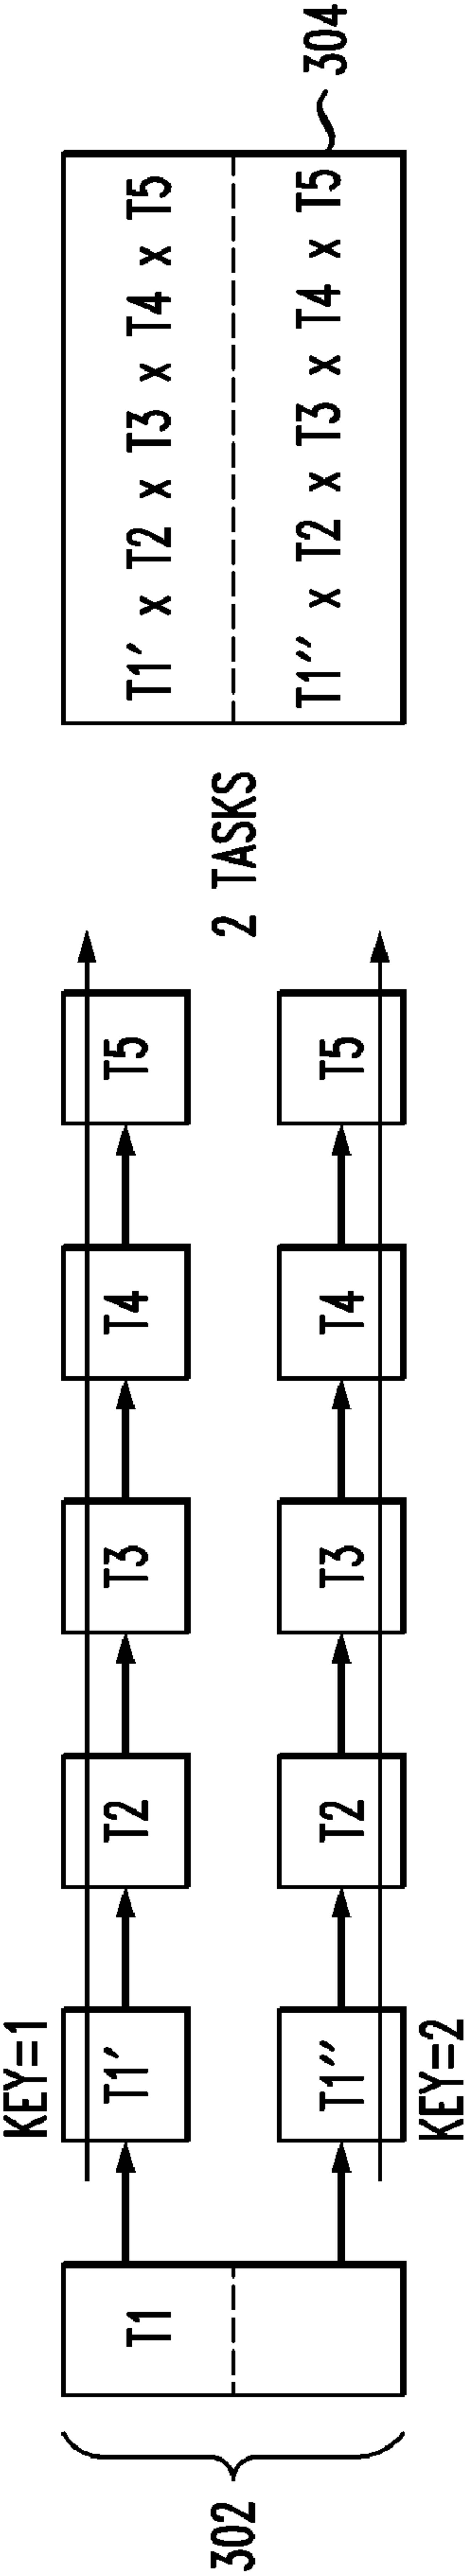 302
T1
KEY=1
T1′
T2
T3
T4
T5
T1″
T2
T3
T4
T5
KEY=2
2 TASKS
T1′ x T2 x T3 x T4 x T5
T1″ x T2 x T3 x T4 x T5
304